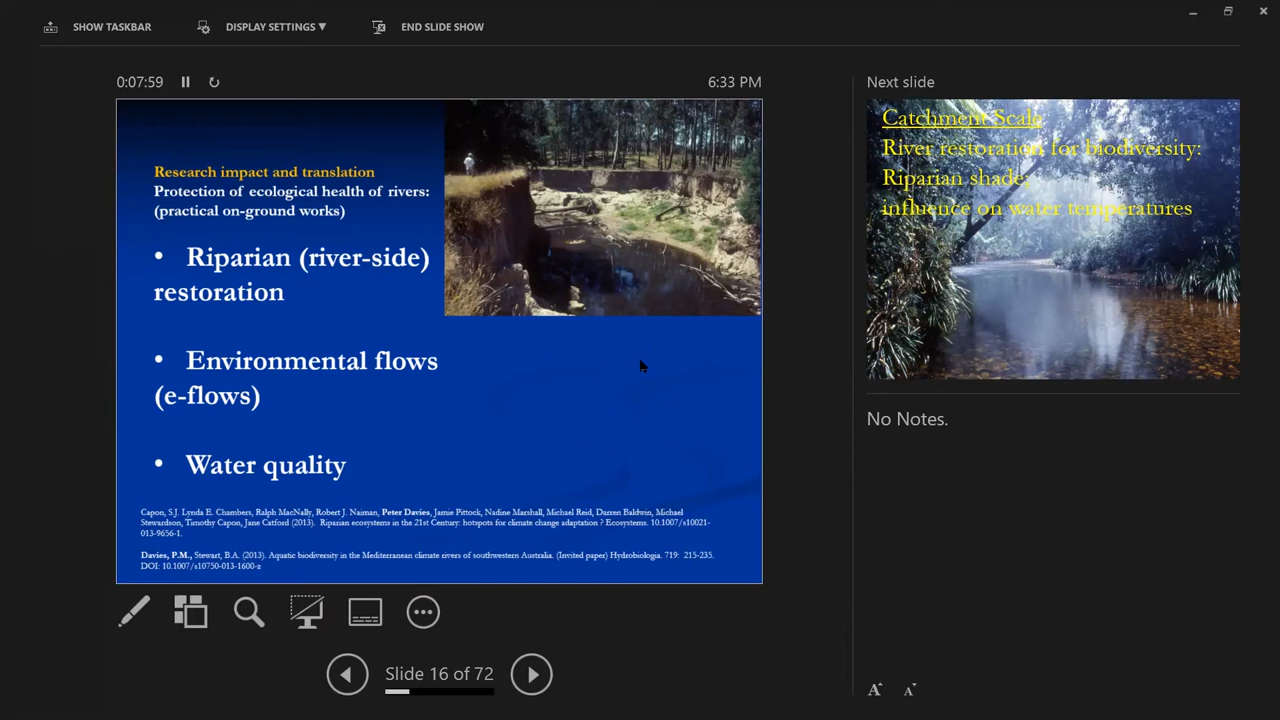 SHOW TASKBAR
DISPLAY SETTINGS ▼
END SLIDE SHOW
0:07:59
6:33 PM
Research impact and translation
Protection of ecological health of rivers:
(practical on-ground works)
• Riparian (river-side)
restoration
• Environmental flows
(e-flows)
• Water quality
Capon, S.J. Lynda E. Chambers, Ralph MacNally, Robert J. Naiman, Peter Davies, Jamie Pittock, Nadine Marshall, Michael Reid, Darren Baldwin, Michael
Stewardson, Timothy Capon, Jane Catford (2013). Riparian ecosystems in the 21st Century: hotspots for climate change adaptation ? Ecosystems. 10.1007/s10021-
013-9656-1.
Davies, P.M., Stewart, B.A. (2013). Aquatic biodiversity in the Mediterranean climate rivers of southwestern Australia. (Invited paper) Hydrobiologia. 719: 215-235.
DOI: 10.1007/s10750-013-1600-z
Slide 16 of 72
Next slide
Catchment Scale
River restoration for biodiversity:
Riparian shade;
influence on water temperatures
No Notes.
A A